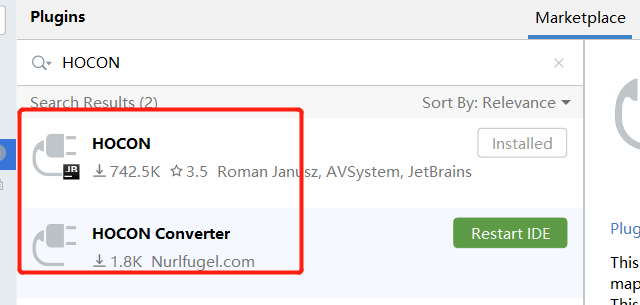 Plugins
Marketplace
HOCON
Search Results (2)
Sort By: Relevance
HOCON
Installed
742.5K 3.5 Roman Janusz, AVSystem, JetBrains
JB
HOCON Converter
Restart IDE
1.8K Nurlfugel.com
Plug
This
map
This